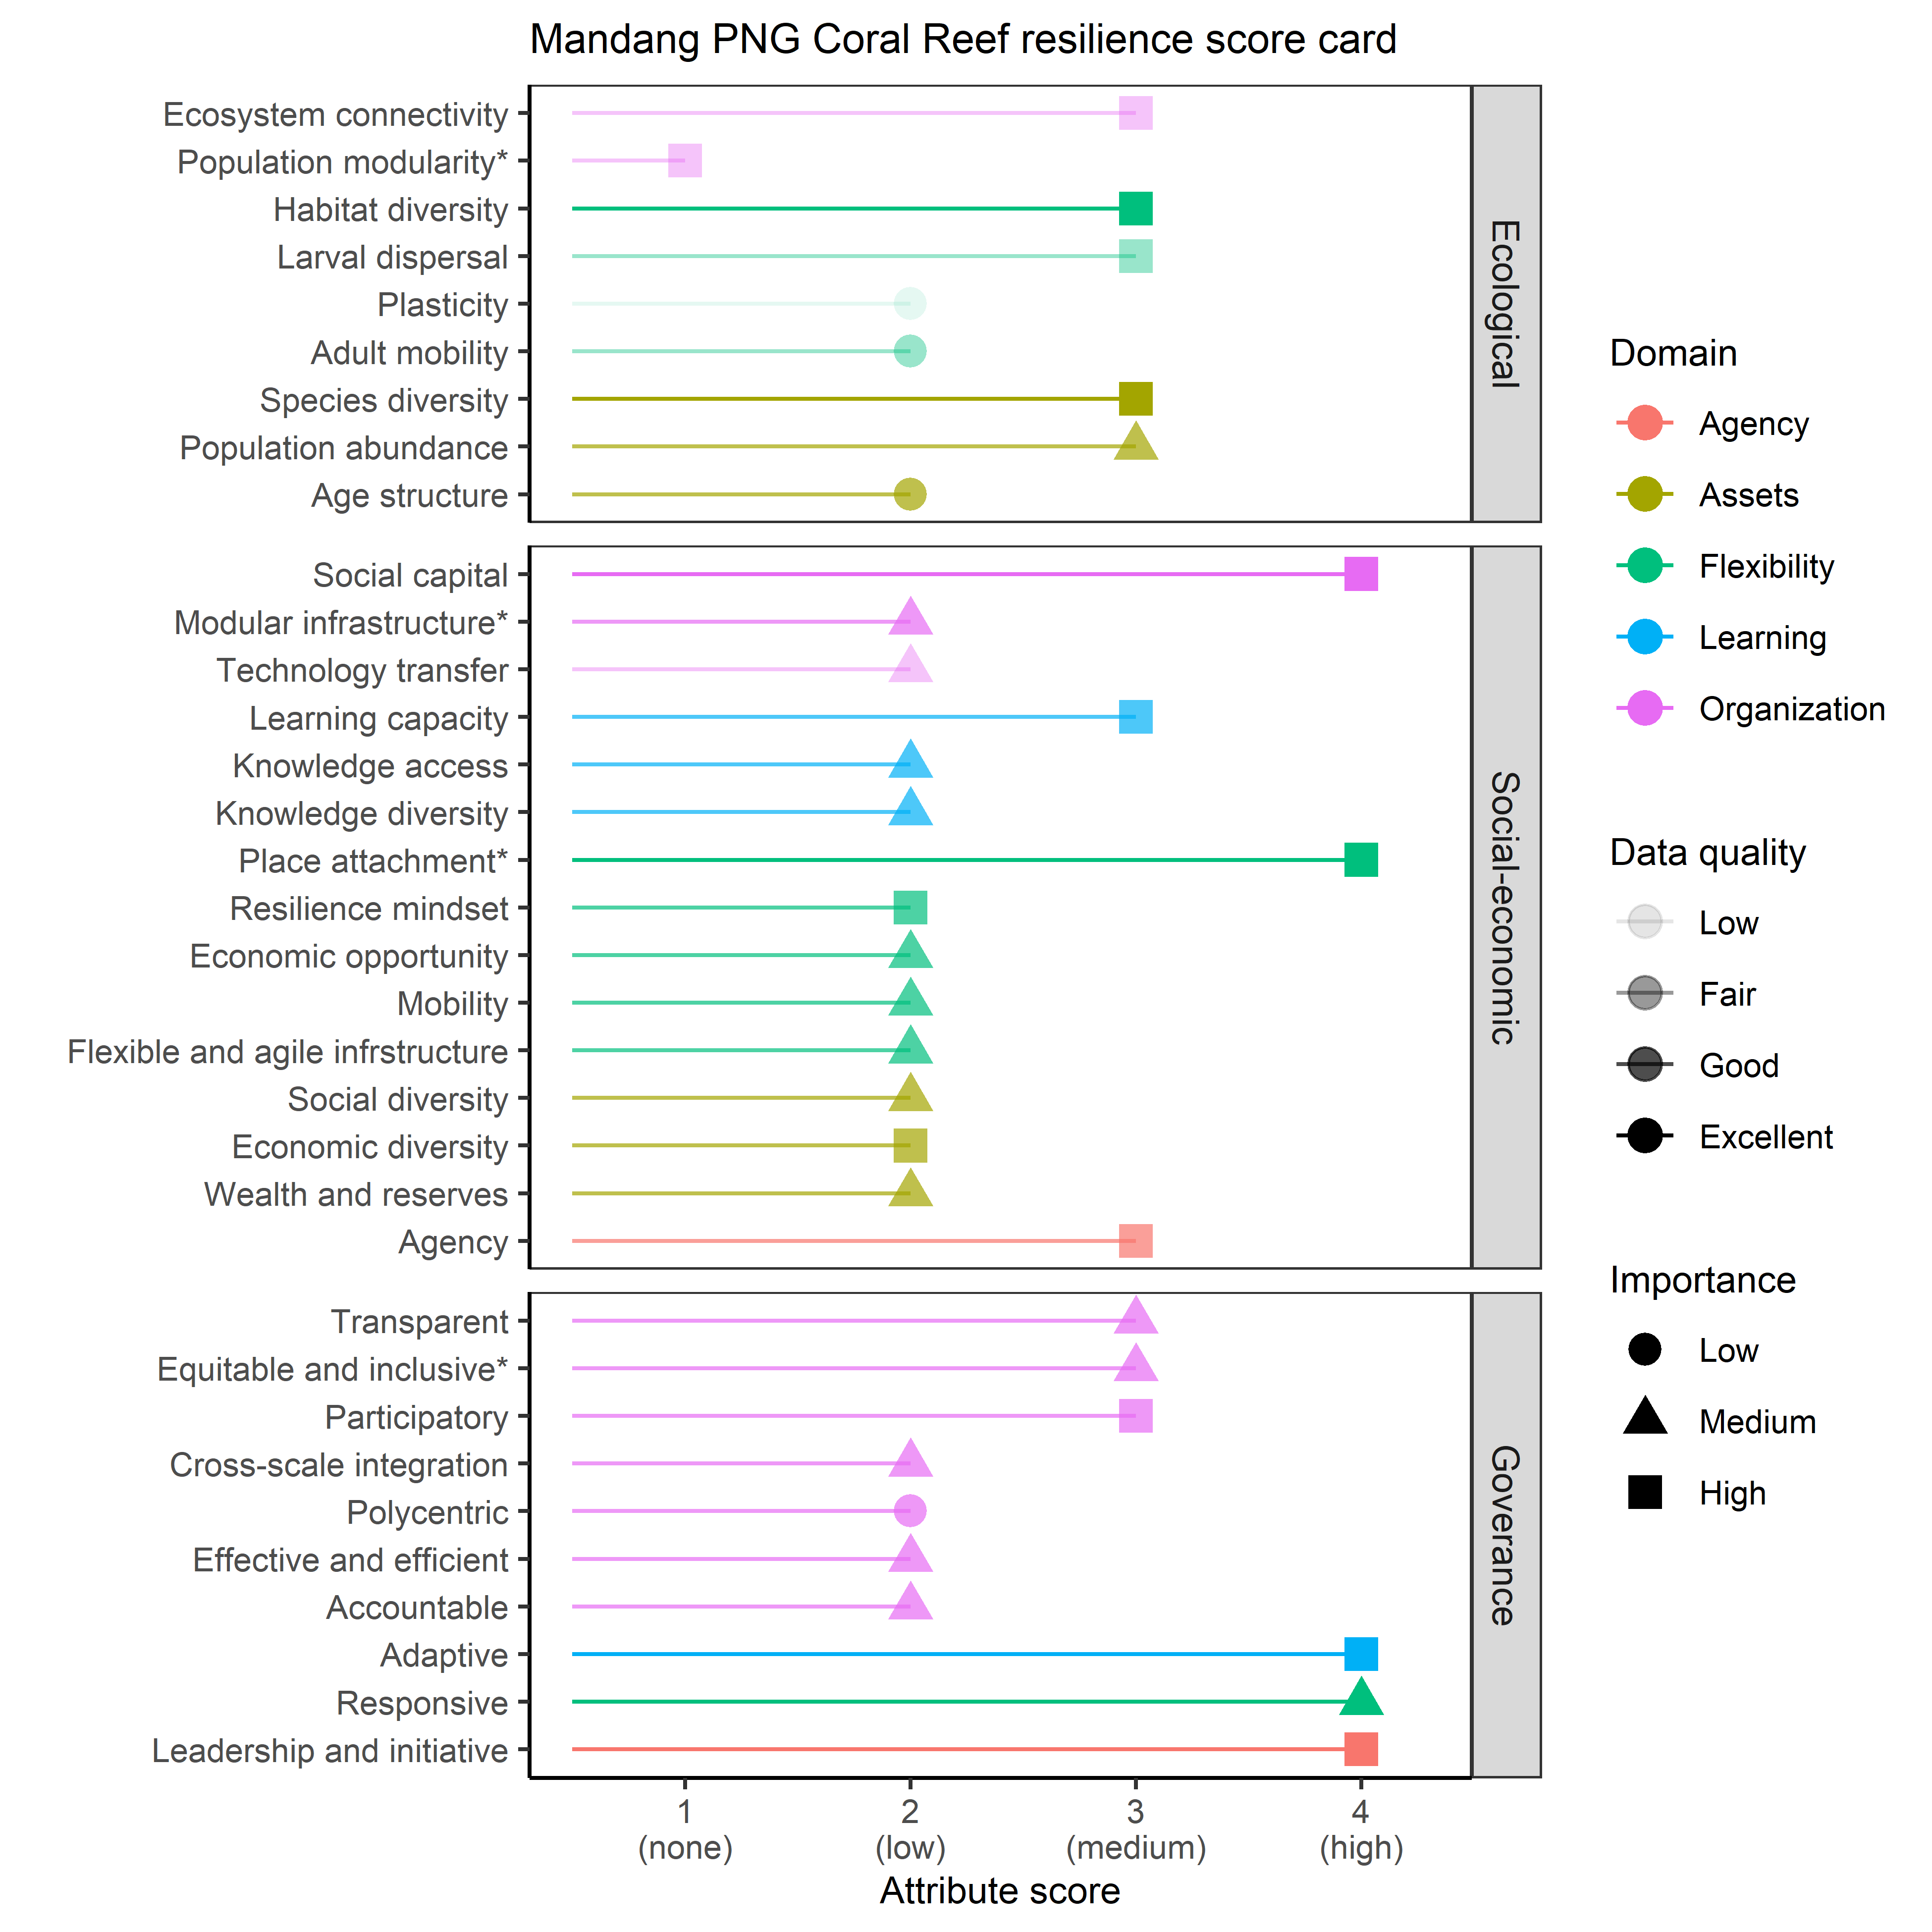 Mandang PNG Coral Reef resilience score card
Ecosystem connectivity
Population modularity*
Habitat diversity
Larval dispersal
Plasticity
Adult mobility
Species diversity
Population abundance
Age structure
Ecological
Social capital
Modular infrastructure*
Technology transfer
Learning capacity
Knowledge access
Knowledge diversity
Place attachment*
Resilience mindset
Economic opportunity
Mobility
Flexible and agile infrstructure
Social diversity
Economic diversity
Wealth and reserves
Agency
Social-economic
Transparent
Equitable and inclusive*
Participatory
Cross-scale integration
Polycentric
Effective and efficient
Accountable
Adaptive
Responsive
Leadership and initiative
Governance
1 2 3 4
(none) (low) (medium) (high)
Attribute score
Domain
Agency
Assets
Flexibility
Learning
Organization
Data quality
Low
Fair
Good
Excellent
Importance
Low
Medium
High